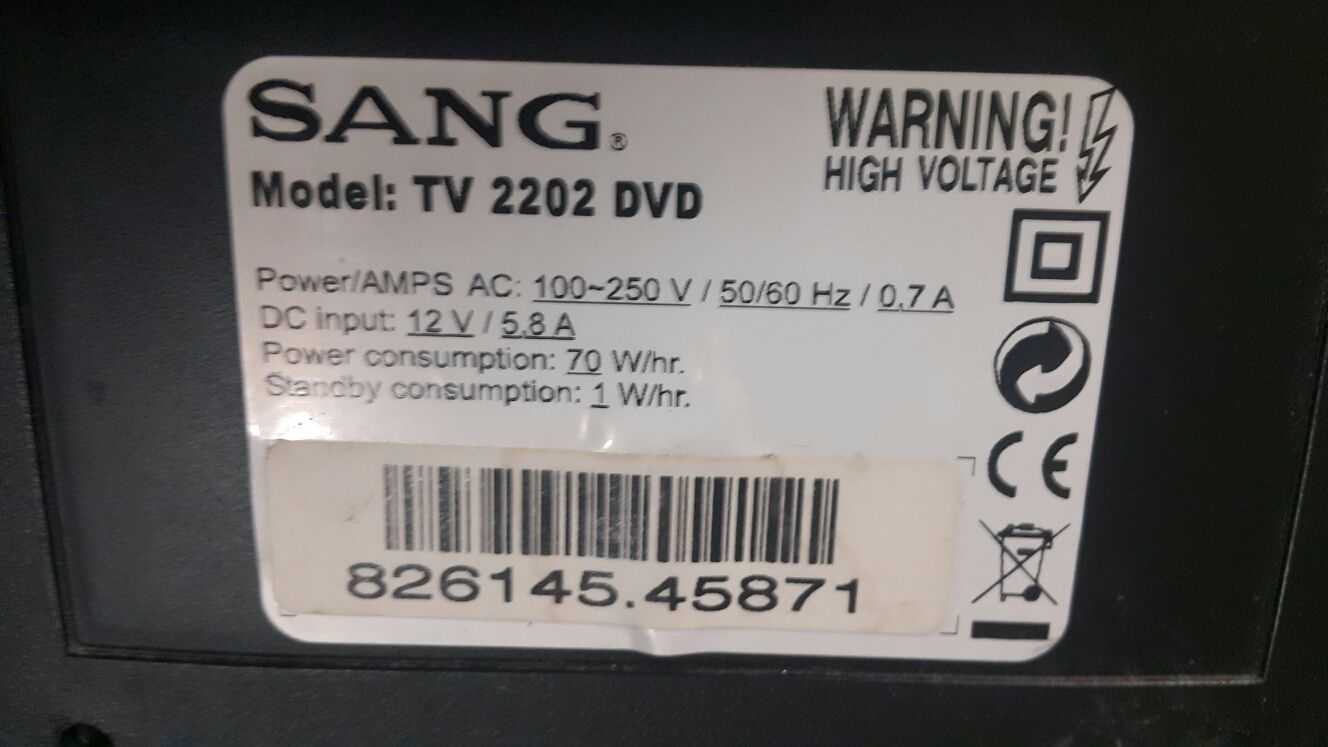 SANG®
WARNING!
HIGH VOLTAGE
Model: TV 2202 DVD
Power/AMPS AC: 100~250 V / 50/60 Hz / 0,7 A
DC input: 12 V / 5,8 A
Power consumption: 70 W/hr.
Standby consumption: 1 W/hr.
CE
826145.45871